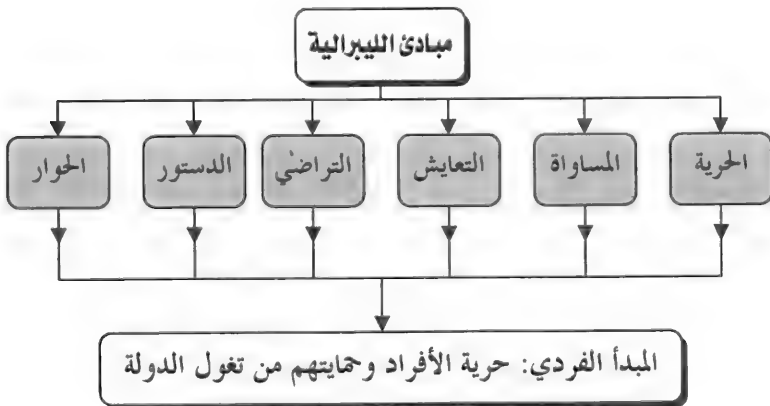 مبادئ الليبرالية
الحرية
المساواة
التعايش
التراضي
الدستور
الحوار
المبدأ الفردي: حرية الأفراد وحمايتهم من تغول الدولة